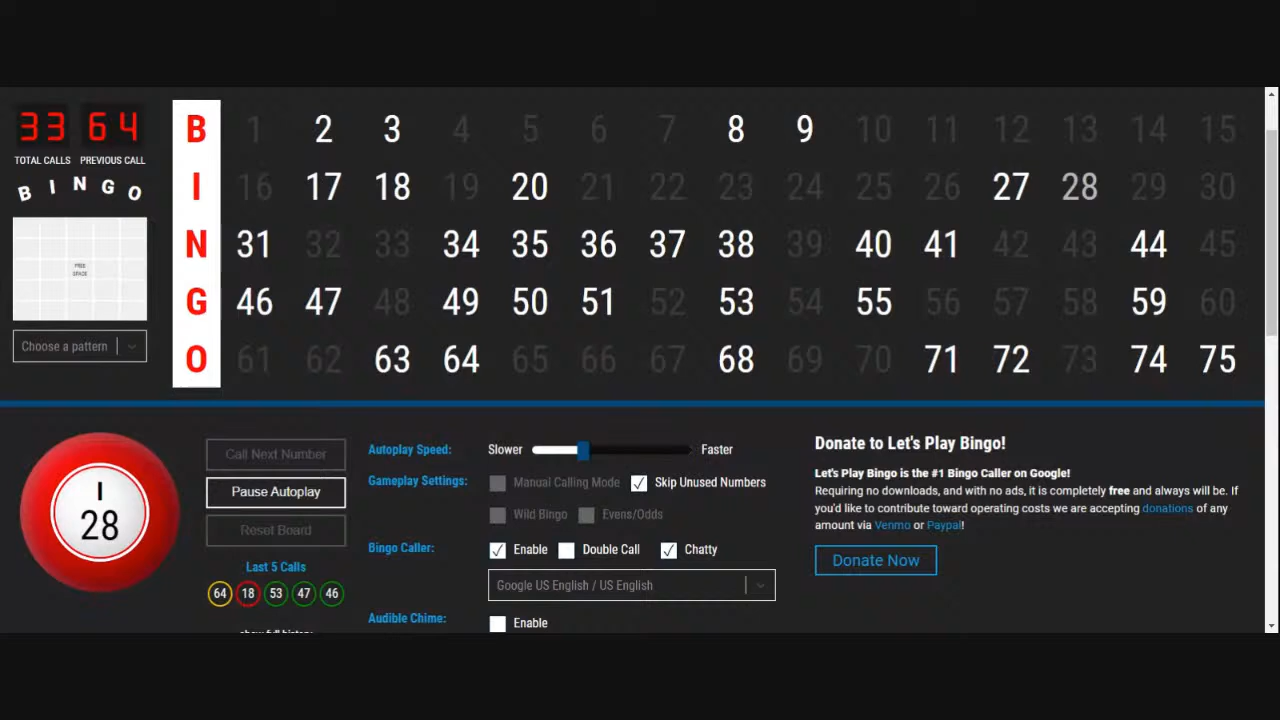 33 64
TOTAL CALLS PREVIOUS CALL
B I N G O
FREE
SPACE
Choose a pattern
B 1 2 3 4 5 6 7 8 9 10 11 12 13 14 15
I 16 17 18 19 20 21 22 23 24 25 26 27 28 29 30
N 31 32 33 34 35 36 37 38 39 40 41 42 43 44 45
G 46 47 48 49 50 51 52 53 54 55 56 57 58 59 60
O 61 62 63 64 65 66 67 68 69 70 71 72 73 74 75
I
28
Call Next Number
Pause Autoplay
Reset Board
Last 5 Calls
64 18 53 47 46
show full history
Autoplay Speed: Slower Faster
Gameplay Settings: Manual Calling Mode Skip Unused Numbers
Wild Bingo Evens/Odds
Bingo Caller: Enable Double Call Chatty
Google US English / US English
Audible Chime: Enable
Donate to Let's Play Bingo!
Let's Play Bingo is the #1 Bingo Caller on Google!
Requiring no downloads, and with no ads, it is completely free and always will be. If
you'd like to contribute toward operating costs we are accepting donations of any
amount via Venmo or Paypal!
Donate Now